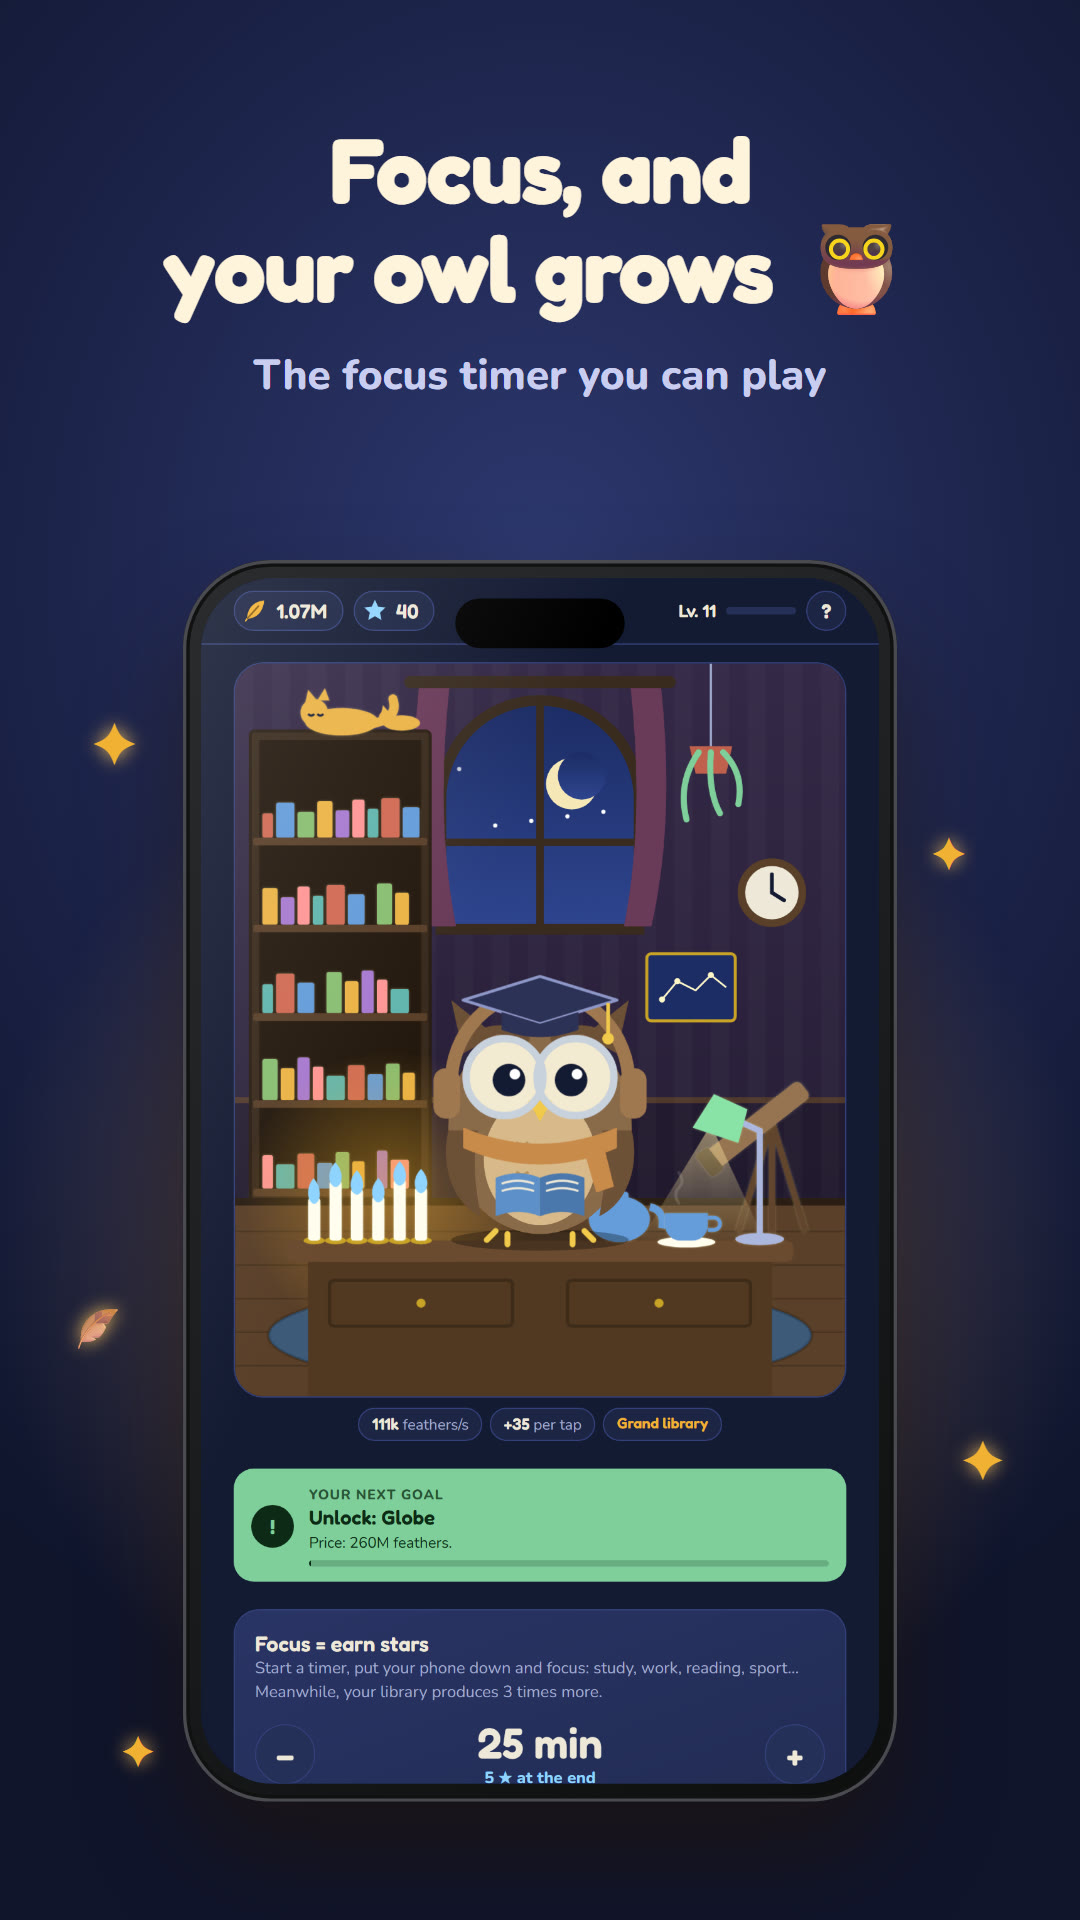 Focus, and
your owl grows
The focus timer you can play
1.07M
40
Lv. 11
?
111k feathers/s
+35 per tap
Grand library
!
YOUR NEXT GOAL
Unlock: Globe
Price: 260M feathers.
Focus = earn stars
Start a timer, put your phone down and focus: study, work, reading, sport...
Meanwhile, your library produces 3 times more.
−
25 min
+
5 ★ at the end